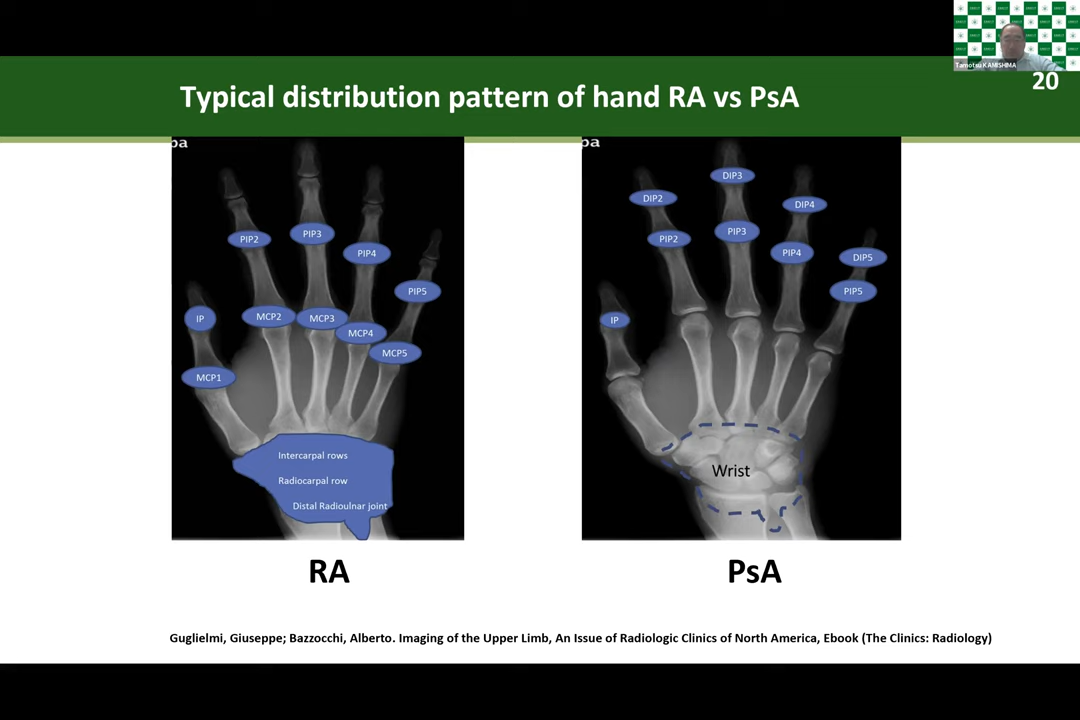 Tamotsu KAMISHIMA
20
Typical distribution pattern of hand RA vs PsA
pa
PIP2
PIP3
PIP4
PIP5
IP
MCP2
MCP3
MCP4
MCP5
MCP1
Intercarpal rows
Radiocarpal row
Distal Radioulnar joint
RA
pa
DIP3
DIP2
DIP4
PIP3
PIP2
PIP4
DIP5
PIP5
IP
Wrist
PsA
Guglielmi, Giuseppe; Bazzocchi, Alberto. Imaging of the Upper Limb, An Issue of Radiologic Clinics of North America, Ebook (The Clinics: Radiology)